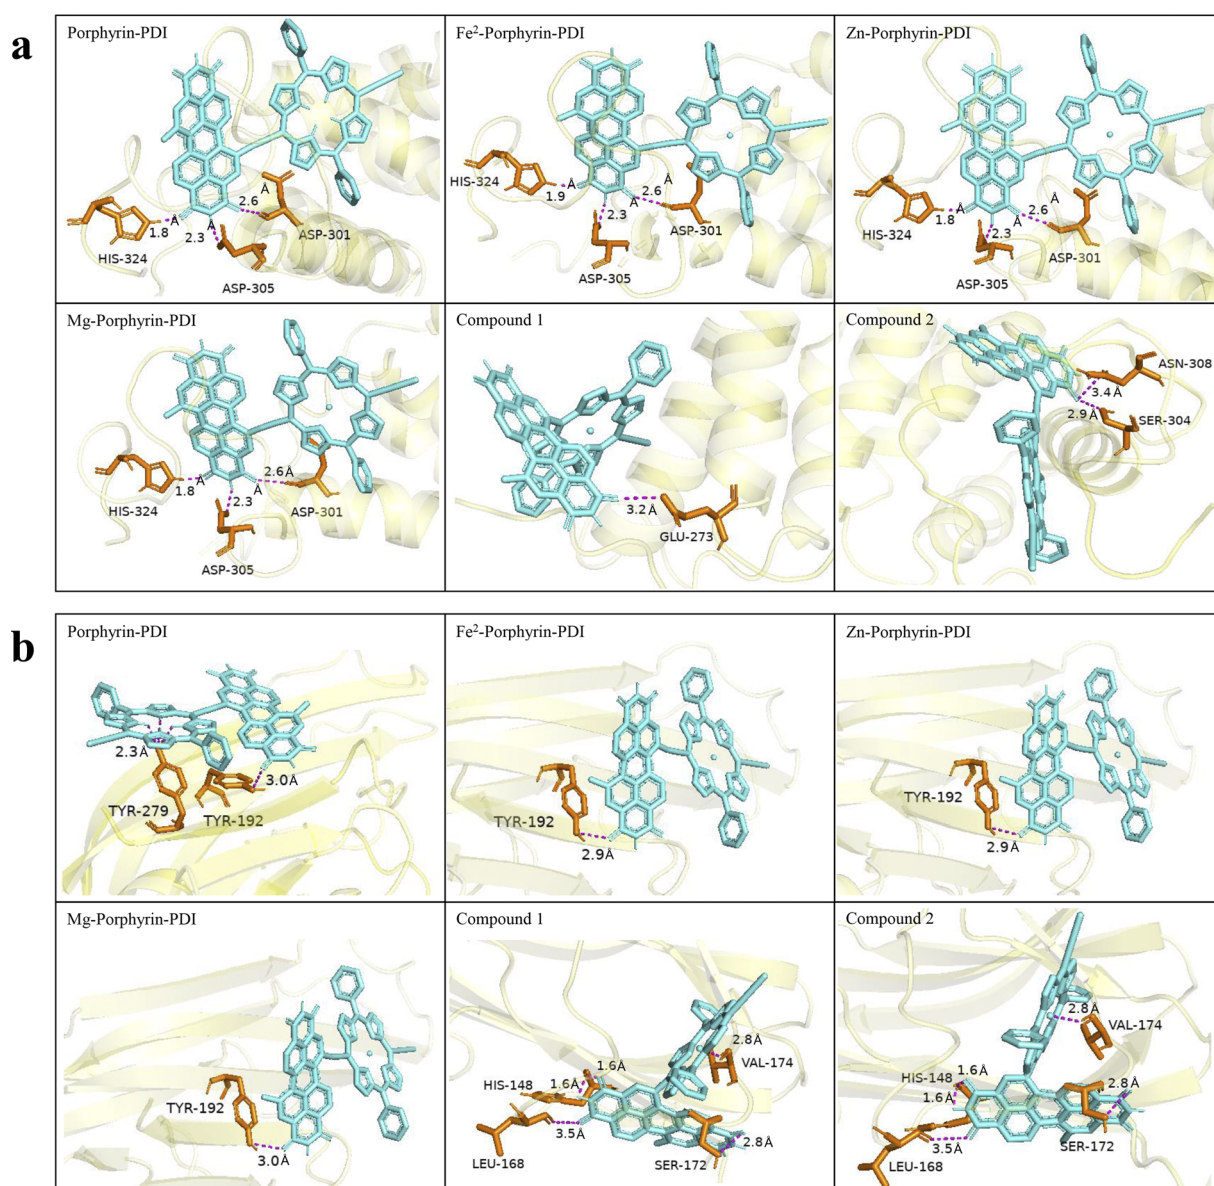 a
Porphyrin-PDI
HIS-324
1.8
Å
2.3
Å
2.6
Å
ASP-301
ASP-305
Fe²-Porphyrin-PDI
HIS-324
1.9
Å
2.3
Å
2.6
Å
ASP-301
ASP-305
Zn-Porphyrin-PDI
HIS-324
1.8
Å
2.3
Å
2.6
Å
ASP-301
ASP-305
Mg-Porphyrin-PDI
HIS-324
1.8
Å
2.3
Å
2.6Å
ASP-301
ASP-305
Compound 1
3.2Å
GLU-273
Compound 2
ASN-308
3.4
Å
2.9Å
SER-304
b
Porphyrin-PDI
2.3Å
3.0Å
TYR-279
TYR-192
Fe²-Porphyrin-PDI
TYR-192
2.9Å
Zn-Porphyrin-PDI
TYR-192
2.9Å
Mg-Porphyrin-PDI
TYR-192
3.0Å
Compound 1
2.8Å
VAL-174
1.6Å
HIS-148
1.6Å
3.5Å
2.8Å
LEU-168
SER-172
Compound 2
2.8Å
VAL-174
1.6Å
HIS-148
1.6Å
2.8Å
3.5Å
SER-172
LEU-168